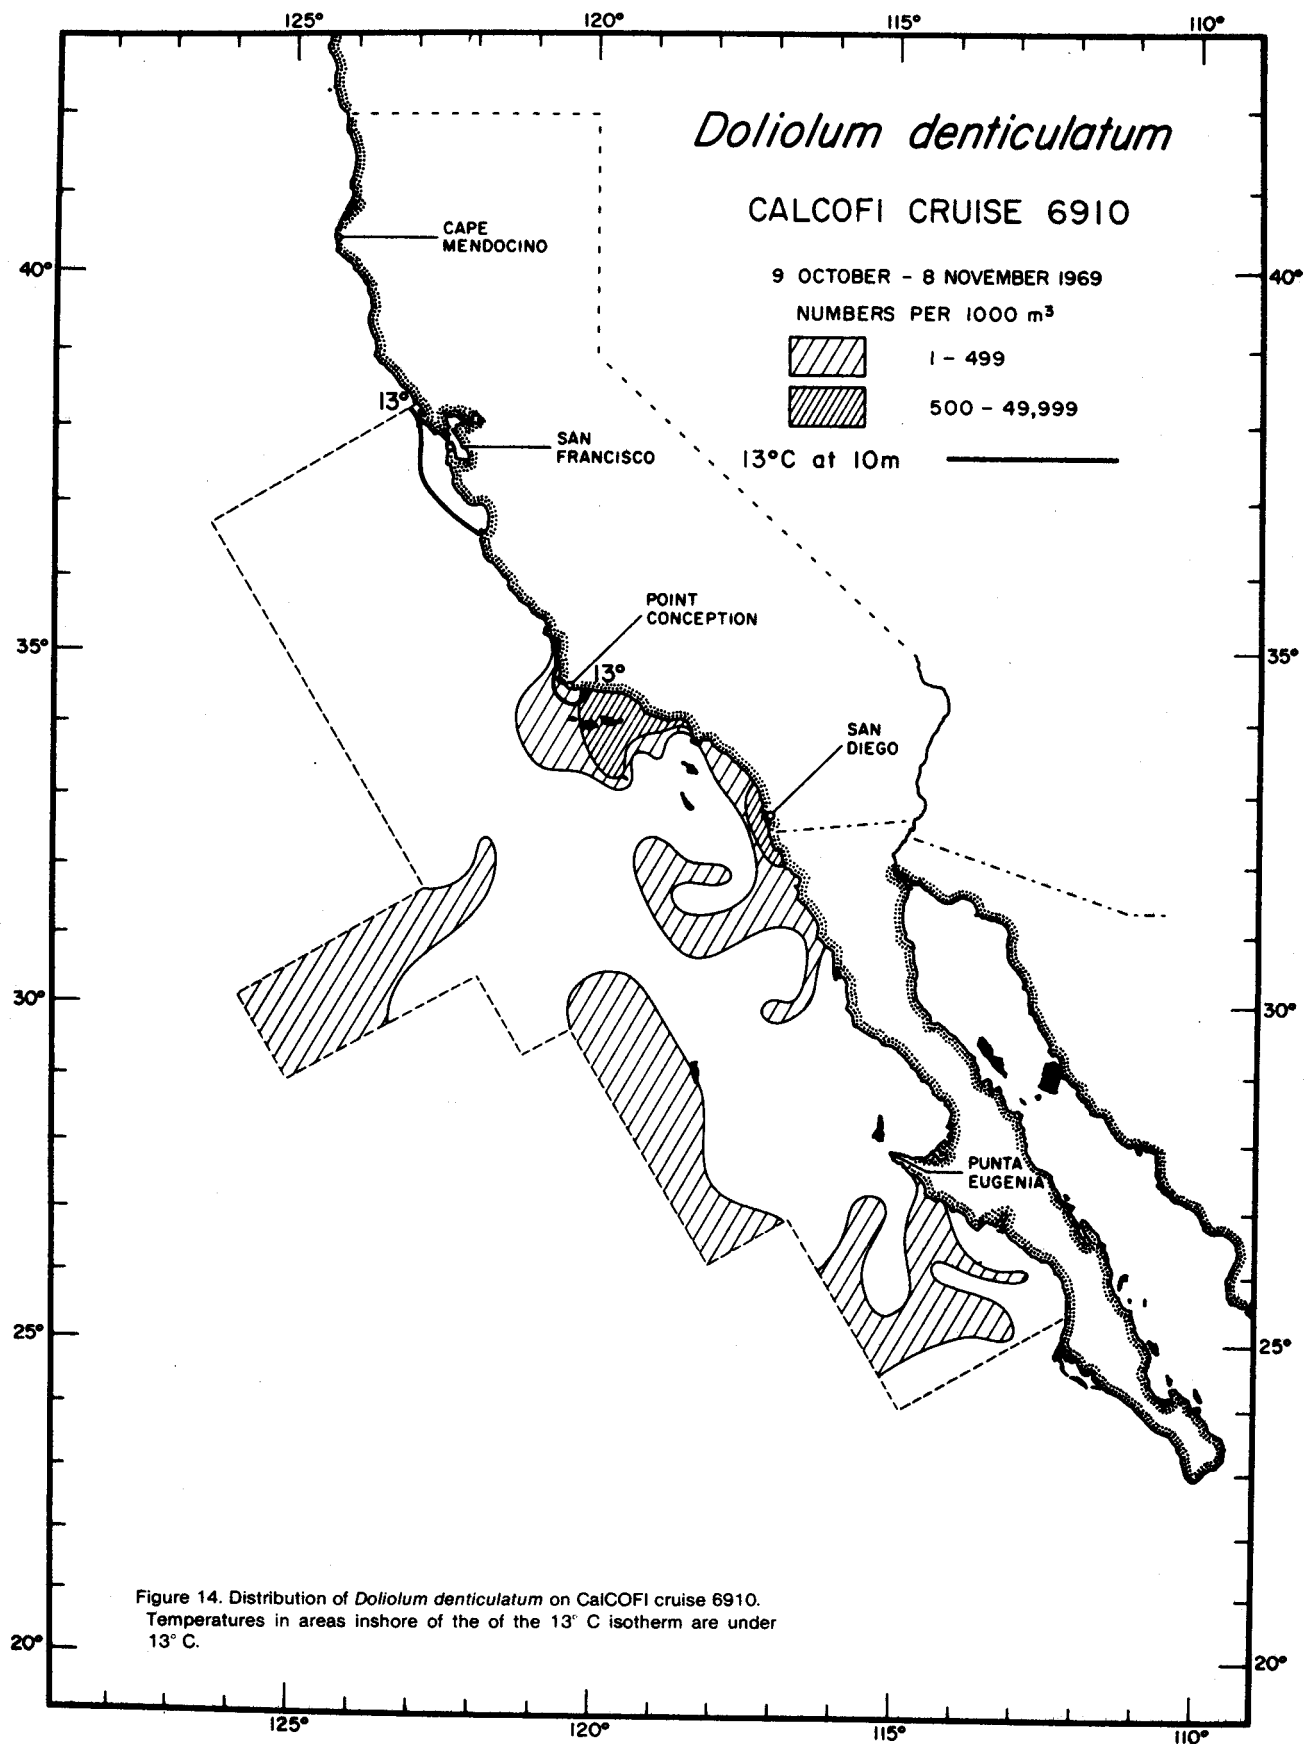 125° 120° 115° 110°
Doliolum denticulatum
CALCOFI CRUISE 6910
CAPE
MENDOCINO
40°
9 OCTOBER - 8 NOVEMBER 1969
40°
NUMBERS PER 1000 m³
1 - 499
13°
500 - 49,999
SAN
FRANCISCO
13°C at 10m
POINT
CONCEPTION
35°
35°
13°
SAN
DIEGO
30°
30°
PUNTA
EUGENIA
25°
25°
Figure 14. Distribution of Doliolum denticulatum on CalCOFI cruise 6910.
Temperatures in areas inshore of the of the 13° C isotherm are under
13° C.
20°
20°
125° 120° 115° 110°